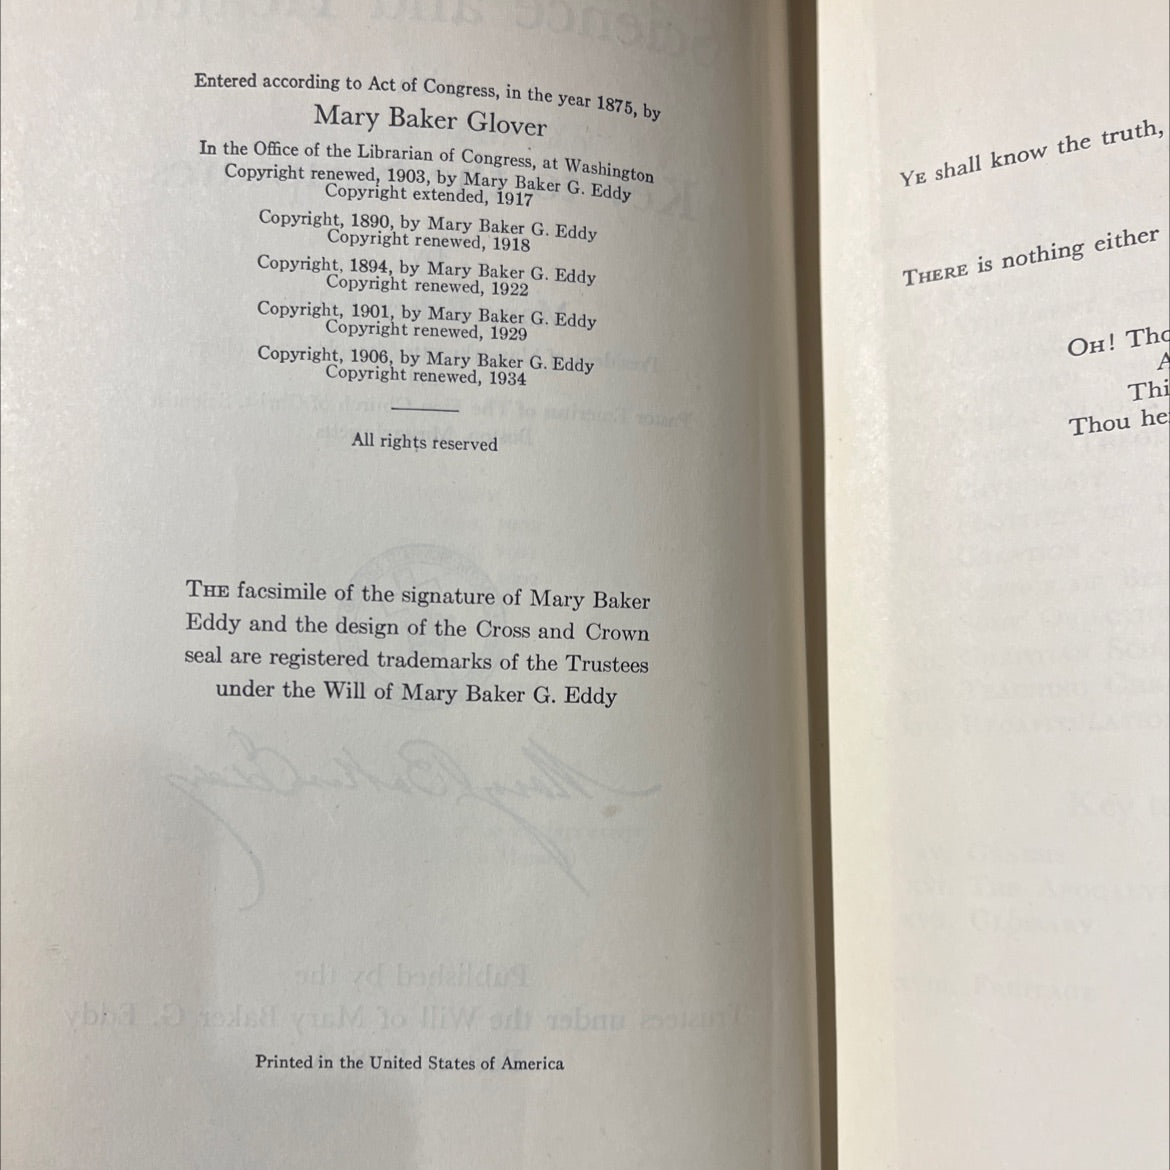 Entered according to Act of Congress, in the year 1875, by
Mary Baker Glover
In the Office of the Librarian of Congress, at Washington
Copyright renewed, 1903, by Mary Baker G. Eddy
Copyright extended, 1917
Copyright, 1890, by Mary Baker G. Eddy
Copyright renewed, 1918
Copyright, 1894, by Mary Baker G. Eddy
Copyright renewed, 1922
Copyright, 1901, by Mary Baker G. Eddy
Copyright renewed, 1929
Copyright, 1906, by Mary Baker G. Eddy
Copyright renewed, 1934
All rights reserved
THE facsimile of the signature of Mary Baker
Eddy and the design of the Cross and Crown
seal are registered trademarks of the Trustees
under the Will of Mary Baker G. Eddy
Printed in the United States of America
YE shall know the truth,
THERE is nothing either
OH! Tho
A
Thi
Thou he